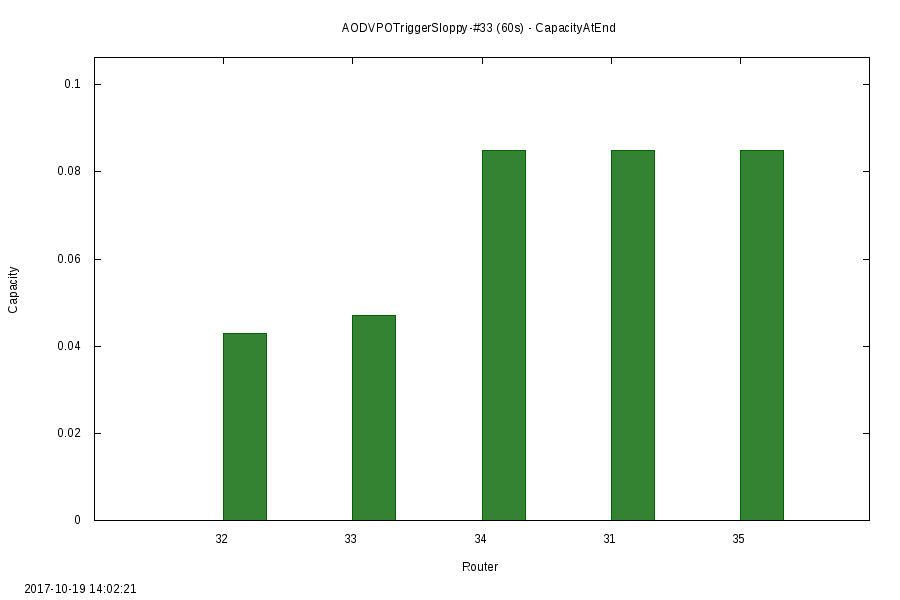 AODVPOTriggerSloppy-#33 (60s) - CapacityAtEnd
0.1
0.08
0.06
0.04
0.02
0
Capacity
32 33 34 31 35
Router
2017-10-19 14:02:21